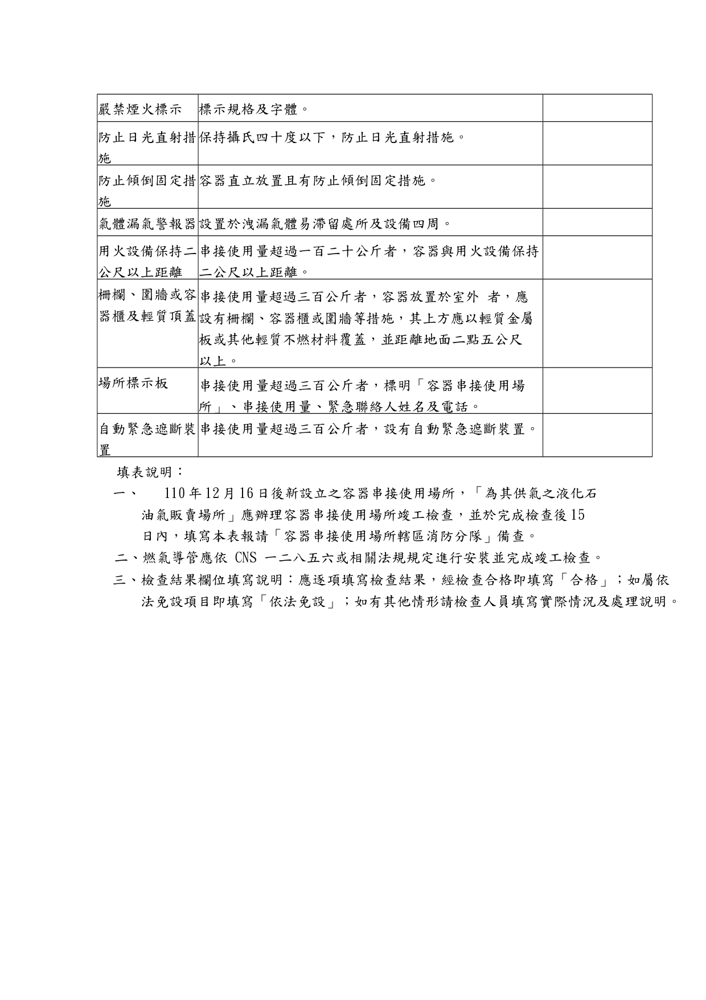 嚴禁煙火標示
標示規格及字體。
防止日光直射措
施
保持攝氏四十度以下，防止日光直射措施。
防止傾倒固定措
施
容器直立放置且有防止傾倒固定措施。
氣體漏氣警報器
設置於洩漏氣體易滯留處所及設備四周。
用火設備保持二
公尺以上距離
串接使用量超過一百二十公斤者，容器與用火設備保持
二公尺以上距離。
柵欄、圍牆或容
器櫃及輕質頂蓋
串接使用量超過三百公斤者，容器放置於室外 者，應
設有柵欄、容器櫃或圍牆等措施，其上方應以輕質金屬
板或其他輕質不燃材料覆蓋，並距離地面二點五公尺
以上。
場所標示板
串接使用量超過三百公斤者，標明「容器串接使用場
所」、串接使用量、緊急聯絡人姓名及電話。
自動緊急遮斷裝
置
串接使用量超過三百公斤者，設有自動緊急遮斷裝置。
填表說明：
一、 110 年 12 月 16 日後新設立之容器串接使用場所，「為其供氣之液化石
油氣販賣場所」應辦理容器串接使用場所竣工檢查，並於完成檢查後 15
日內，填寫本表報請「容器串接使用場所轄區消防分隊」備查。
二、燃氣導管應依 CNS 一二八五六或相關法規規定進行安裝並完成竣工檢查。
三、檢查結果欄位填寫說明：應逐項填寫檢查結果，經檢查合格即填寫「合格」；如屬依
法免設項目即填寫「依法免設」；如有其他情形請檢查人員填寫實際情況及處理說明。